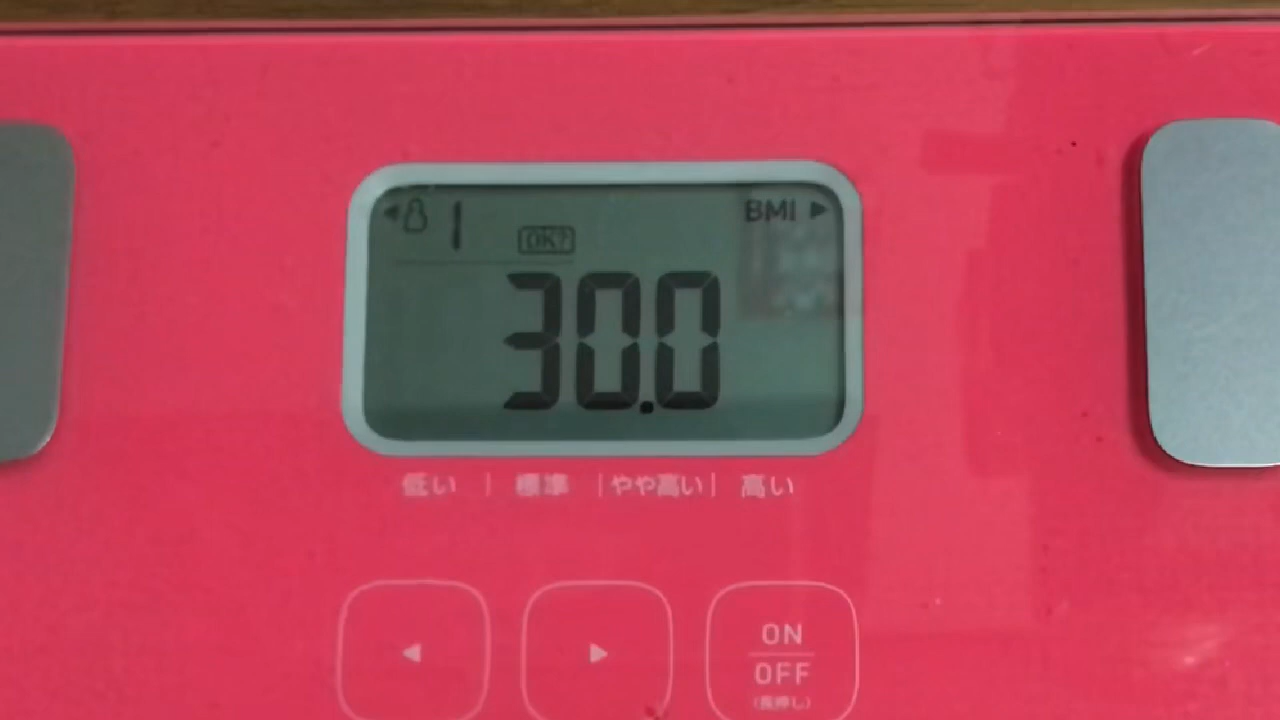 ◀ 1 BMI ▶
OK?
30.0
低い | 標準 | やや高い | 高い
◀ ▶ ON
OFF
(長押し)